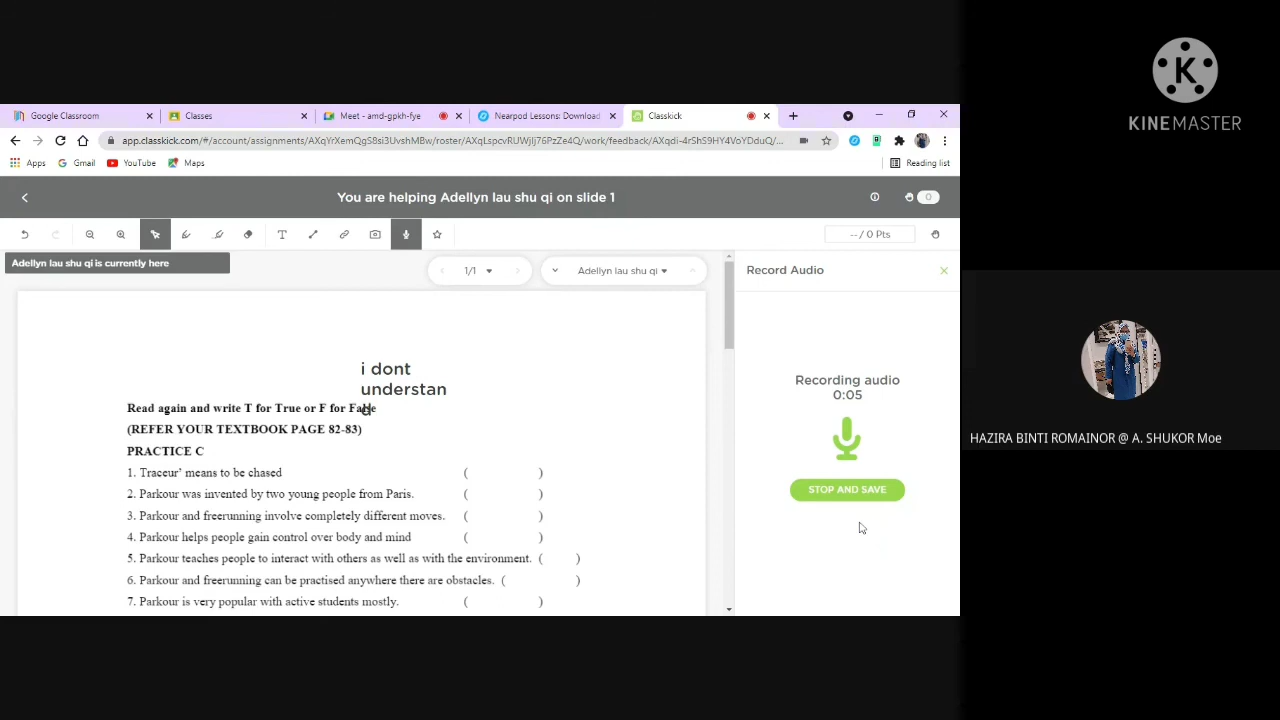 K
KINEMASTER
Google Classroom
Classes
Meet - amd-gpkh-fye
Nearpod Lessons: Download
Classkick
app.classkick.com/#/account/assignments/AXqYrXemQgS8si3UvshMBw/roster/AXqLspcvRUWjIj76PzZe4Q/work/feedback/AXqdi-4rShS9HY4VoYDduQ/...
Apps
Gmail
YouTube
Maps
Reading list
You are helping Adellyn lau shu qi on slide 1
0
T
-- / 0 Pts
Adellyn lau shu qi is currently here
1/1
Adellyn lau shu qi
Record Audio
i dont
understan
d
Read again and write T for True or F for False
(REFER YOUR TEXTBOOK PAGE 82-83)
PRACTICE C
1. Traceur' means to be chased ( )
2. Parkour was invented by two young people from Paris. ( )
3. Parkour and freerunning involve completely different moves. ( )
4. Parkour helps people gain control over body and mind ( )
5. Parkour teaches people to interact with others as well as with the environment. ( )
6. Parkour and freerunning can be practised anywhere there are obstacles. ( )
7. Parkour is very popular with active students mostly. ( )
Recording audio
0:05
STOP AND SAVE
HAZIRA BINTI ROMAINOR @ A. SHUKOR Moe